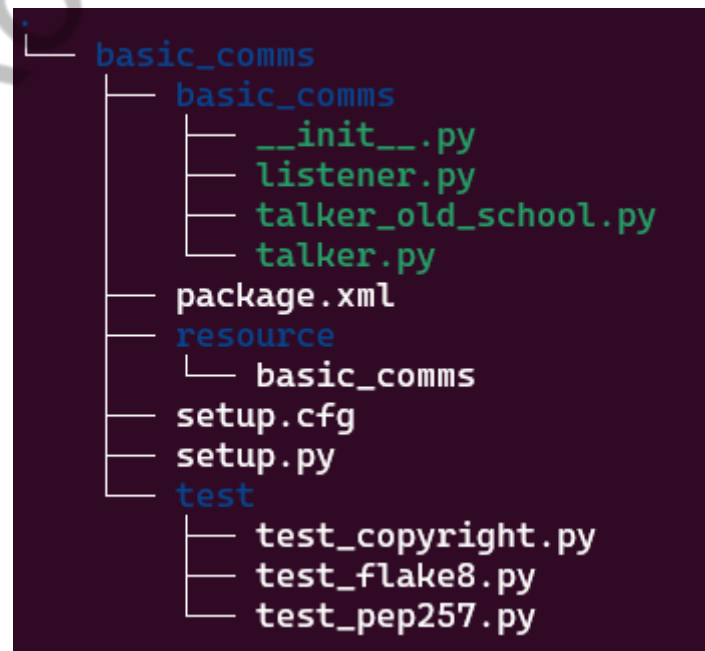 .
└── basic_comms
    ├── basic_comms
    │   ├── __init__.py
    │   ├── listener.py
    │   ├── talker_old_school.py
    │   └── talker.py
    ├── package.xml
    ├── resource
    │   └── basic_comms
    ├── setup.cfg
    ├── setup.py
    └── test
        ├── test_copyright.py
        ├── test_flake8.py
        └── test_pep257.py